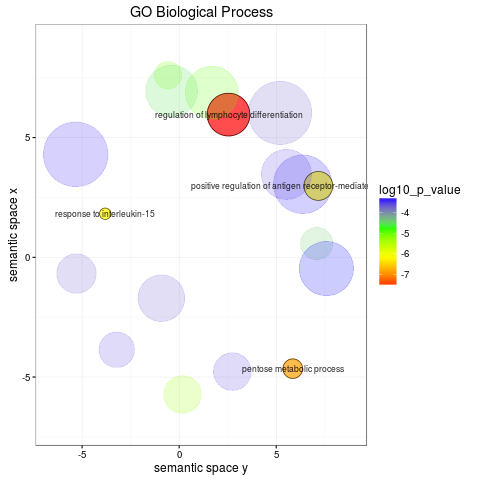 GO Biological Process
regulation of lymphocyte differentiation
positive regulation of antigen receptor-mediate
response to interleukin-15
pentose metabolic process
5
0
-5
-5
0
5
semantic space y
semantic space x
log10_p_value
-4
-5
-6
-7